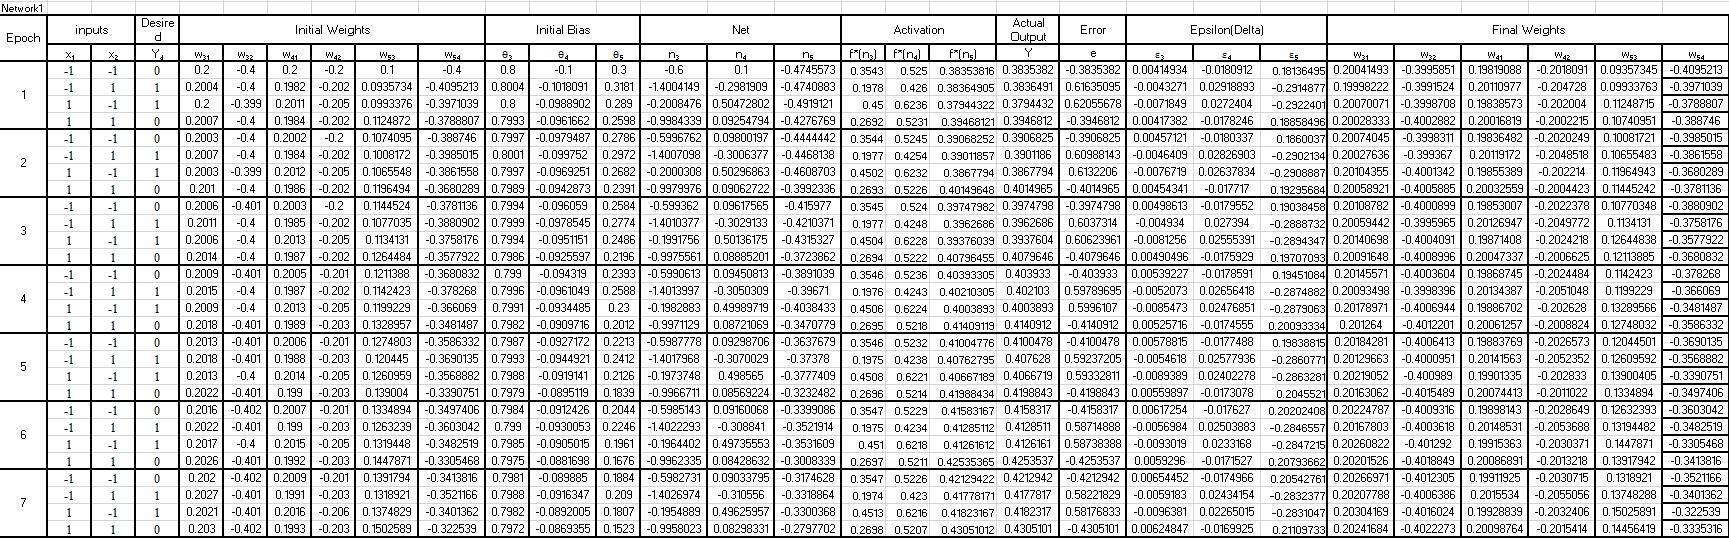 Network1
Epoch inputs Desired Initial Weights Initial Bias Net Activation Actual Output Error Epsilon(Delta) Final Weights
x₁ x₂ Y₄ w₃₁ w₃₂ w₄₁ w₄₂ w₅₃ w₅₄ θ₃ θ₄ θ₅ n₃ n₄ n₅ f^(n₃) f^(n₄) f^(n₅) Y e ε₃ ε₄ ε₅ w₃₁ w₃₂ w₄₁ w₄₂ w₅₃ w₅₄
1 -1 -1 0 0.2 -0.4 0.2 -0.2 0.1 -0.4 0.8 -0.1 0.3 -0.6 0.1 -0.4745573 0.3543 0.525 0.38353816 0.3835382 -0.3835382 0.00414934 -0.0180912 0.18136495 0.20041493 -0.3995851 0.19819088 -0.2018091 0.09357345 -0.4095213
-1 1 1 0.2004 -0.4 0.1982 -0.202 0.0935734 -0.4095213 0.8004 -0.1018091 0.3181 -1.4004149 -0.2981909 -0.4740883 0.1978 0.426 0.38364905 0.3836491 0.61635095 -0.0043271 0.02918893 -0.2914877 0.19998222 -0.3991524 0.20110977 -0.204728 0.09933763 -0.3971039
1 -1 1 0.2 -0.399 0.2011 -0.205 0.0993376 -0.3971039 0.8 -0.0988902 0.289 -0.2008476 0.50472802 -0.4919121 0.45 0.6236 0.37944322 0.3794432 0.62055678 -0.0071849 0.0272404 -0.2922401 0.20070071 -0.3998708 0.19838573 -0.202004 0.11248715 -0.3788807
1 1 0 0.2007 -0.4 0.1984 -0.202 0.1124872 -0.3788807 0.7993 -0.0961662 0.2598 -0.9984339 0.09254794 -0.4276769 0.2692 0.5231 0.39468121 0.3946812 -0.3946812 0.00417382 -0.0178246 0.18858496 0.20028333 -0.4002882 0.20016819 -0.2002215 0.10740951 -0.388746
2 -1 -1 0 0.2003 -0.4 0.2002 -0.2 0.1074095 -0.388746 0.7997 -0.0979487 0.2786 -0.5996762 0.09800197 -0.4444442 0.3544 0.5245 0.39068252 0.3906825 -0.3906825 0.00457121 -0.0180337 0.1860037 0.20074045 -0.3998311 0.19836482 -0.2020249 0.10081721 -0.3985015
-1 1 1 0.2007 -0.4 0.1984 -0.202 0.1008172 -0.3985015 0.8001 -0.099752 0.2972 -1.4007098 -0.3006377 -0.4468138 0.1977 0.4254 0.39011857 0.3901186 0.60988143 -0.0046409 0.02826903 -0.2902134 0.20027636 -0.399367 0.20119172 -0.2048518 0.10655483 -0.3861558
1 -1 1 0.2003 -0.399 0.2012 -0.205 0.1065548 -0.3861558 0.7997 -0.0969251 0.2682 -0.2000308 0.50296863 -0.4608703 0.4502 0.6232 0.3867794 0.3867794 0.6132206 -0.0076719 0.02637834 -0.2908887 0.20104355 -0.4001342 0.19855389 -0.202214 0.11964943 -0.3680289
1 1 0 0.201 -0.4 0.1986 -0.202 0.1196494 -0.3680289 0.7989 -0.0942873 0.2391 -0.9979976 0.09062722 -0.3992336 0.2693 0.5226 0.40149648 0.4014965 -0.4014965 0.00454341 -0.017717 0.19295684 0.20058921 -0.4005885 0.20032559 -0.2004423 0.11445242 -0.3781136
3 -1 -1 0 0.2006 -0.401 0.2003 -0.2 0.1144524 -0.3781136 0.7994 -0.096059 0.2584 -0.599362 0.09617565 -0.415977 0.3545 0.524 0.39747982 0.3974798 -0.3974798 0.00498613 -0.0179552 0.19038458 0.20108782 -0.4000899 0.19853007 -0.2022378 0.10770348 -0.3880902
-1 1 1 0.2011 -0.4 0.1985 -0.202 0.1077035 -0.3880902 0.7999 -0.0978545 0.2774 -1.4010377 -0.3029133 -0.4210371 0.1977 0.4248 0.3962686 0.3962686 0.6037314 -0.004934 0.027394 -0.2888732 0.20059442 -0.3995965 0.20126947 -0.2049772 0.1134131 -0.3758176
1 -1 1 0.2006 -0.4 0.2013 -0.205 0.1134131 -0.3758176 0.7994 -0.0951151 0.2486 -0.1991756 0.50136175 -0.4315327 0.4504 0.6228 0.39376039 0.3937604 0.60623961 -0.0081256 0.02555391 -0.2894347 0.20140698 -0.4004091 0.19871408 -0.2024218 0.12644838 -0.3577922
1 1 0 0.2014 -0.4 0.1987 -0.202 0.1264484 -0.3577922 0.7986 -0.0925597 0.2196 -0.9975561 0.08885201 -0.3723862 0.2694 0.5222 0.40796455 0.4079646 -0.4079646 0.00490496 -0.0175929 0.19707093 0.20091648 -0.4008996 0.20047337 -0.2006625 0.12113885 -0.3680832
4 -1 -1 0 0.2009 -0.401 0.2005 -0.201 0.1211388 -0.3680832 0.799 -0.094319 0.2393 -0.5990613 0.09450813 -0.3891039 0.3546 0.5236 0.40393305 0.403933 -0.403933 0.00539227 -0.0178591 0.19451084 0.20145571 -0.4003604 0.19868745 -0.2024484 0.1142423 -0.378268
-1 1 1 0.2015 -0.4 0.1987 -0.202 0.1142423 -0.378268 0.7996 -0.0961049 0.2588 -1.4013997 -0.3050309 -0.39671 0.1976 0.4243 0.40210305 0.402103 0.59789695 -0.0052073 0.02656418 -0.2874882 0.20093498 -0.3998396 0.20134387 -0.2051048 0.1199229 -0.366069
1 -1 1 0.2009 -0.4 0.2013 -0.205 0.1199229 -0.366069 0.7991 -0.0934485 0.23 -0.1982883 0.49989719 -0.4038433 0.4506 0.6224 0.4003893 0.4003893 0.5996107 -0.0085473 0.02476851 -0.2879063 0.20178971 -0.4006944 0.19886702 -0.202628 0.13289566 -0.3481487
1 1 0 0.2018 -0.401 0.1989 -0.203 0.1328957 -0.3481487 0.7982 -0.0909716 0.2012 -0.9971129 0.08721069 -0.3470779 0.2695 0.5218 0.41409119 0.4140912 -0.4140912 0.00525716 -0.0174555 0.20093334 0.201264 -0.4012201 0.20061257 -0.2008824 0.12748032 -0.3586332
5 -1 -1 0 0.2013 -0.401 0.2006 -0.201 0.1274803 -0.3586332 0.7987 -0.0927172 0.2213 -0.5987778 0.09298706 -0.3637679 0.3546 0.5232 0.41004776 0.4100478 -0.4100478 0.00578815 -0.0177488 0.19838815 0.20184281 -0.4006413 0.19883769 -0.2026573 0.12044501 -0.3690135
-1 1 1 0.2018 -0.401 0.1988 -0.203 0.120445 -0.3690135 0.7993 -0.0944921 0.2412 -1.4017968 -0.3070029 -0.37378 0.1975 0.4238 0.40762795 0.407628 0.59237205 -0.0054618 0.02577936 -0.2860771 0.20129663 -0.4000951 0.20141563 -0.2052352 0.12609592 -0.3568882
1 -1 1 0.2013 -0.4 0.2014 -0.205 0.1260959 -0.3568882 0.7987 -0.0919141 0.2126 -0.1973748 0.498565 -0.3777409 0.4508 0.6221 0.40667189 0.4066719 0.59332811 -0.0089389 0.02402278 -0.2863281 0.20219052 -0.400989 0.19901335 -0.202833 0.13900405 -0.3390751
1 1 0 0.2022 -0.401 0.199 -0.203 0.139004 -0.3390751 0.7978 -0.0895119 0.1839 -0.9966711 0.08569224 -0.3232482 0.2696 0.5214 0.41988434 0.4198843 -0.4198843 0.00559897 -0.0173078 0.2045521 0.20163062 -0.4015489 0.20074413 -0.2011022 0.1334894 -0.3497406
6 -1 -1 0 0.2016 -0.402 0.2007 -0.201 0.1334894 -0.3497406 0.7984 -0.0912426 0.2044 -0.5985143 0.09160068 -0.3399086 0.3547 0.5229 0.41583167 0.4158317 -0.4158317 0.00617254 -0.017627 0.20202408 0.20224787 -0.4009316 0.19898143 -0.2028649 0.12632393 -0.3603042
-1 1 1 0.2022 -0.401 0.199 -0.203 0.1263239 -0.3603042 0.799 -0.0930053 0.2246 -1.4022293 -0.308841 -0.3521914 0.1975 0.4234 0.41285112 0.4128511 0.58714888 -0.0056984 0.02503883 -0.2846557 0.20167803 -0.4003618 0.20148531 -0.2053688 0.13194482 -0.3482519
1 -1 1 0.2017 -0.4 0.2015 -0.205 0.1319448 -0.3482519 0.7985 -0.0905015 0.1961 -0.1964402 0.49735553 -0.3531609 0.451 0.6218 0.41261612 0.4126161 0.58738388 -0.0093019 0.0233168 -0.2847215 0.20260822 -0.401292 0.19915363 -0.2030371 0.1447871 -0.3305468
1 1 0 0.2026 -0.401 0.1992 -0.203 0.1447871 -0.3305468 0.7975 -0.0881698 0.1676 -0.9962335 0.08428632 -0.3008339 0.2697 0.5211 0.42535365 0.4253537 -0.4253537 0.0059296 -0.0171527 0.20793662 0.20201526 -0.4018849 0.20086891 -0.2013218 0.13917942 -0.3413816
7 -1 -1 0 0.202 -0.402 0.2009 -0.201 0.1391794 -0.3413816 0.7981 -0.089885 0.1884 -0.5982731 0.09033795 -0.3174628 0.3547 0.5226 0.42129422 0.4212942 -0.4212942 0.00654452 -0.0174966 0.20542761 0.20266971 -0.4012305 0.19911925 -0.2030715 0.1318921 -0.3521166
-1 1 1 0.2027 -0.401 0.1991 -0.203 0.1318921 -0.3521166 0.7988 -0.0916347 0.209 -1.4026974 -0.310556 -0.3318864 0.1974 0.423 0.41778171 0.4177817 0.58221829 -0.0059183 0.02434154 -0.2832377 0.20207788 -0.4006386 0.2015534 -0.2055056 0.13748288 -0.3401362
1 -1 1 0.2021 -0.401 0.2016 -0.206 0.1374829 -0.3401362 0.7982 -0.0892005 0.1807 -0.1954889 0.49625957 -0.3300368 0.4513 0.6216 0.41823167 0.4182317 0.58176833 -0.0096381 0.02265015 -0.2831047 0.20304169 -0.4016024 0.19928839 -0.2032406 0.15025891 -0.322539
1 1 0 0.203 -0.402 0.1993 -0.203 0.1502589 -0.322539 0.7972 -0.0869355 0.1523 -0.9958023 0.08298331 -0.2797702 0.2698 0.5207 0.43051012 0.4305101 -0.4305101 0.00624847 -0.0169925 0.21109733 0.20241684 -0.4022273 0.20098764 -0.2015414 0.14456419 -0.3335316